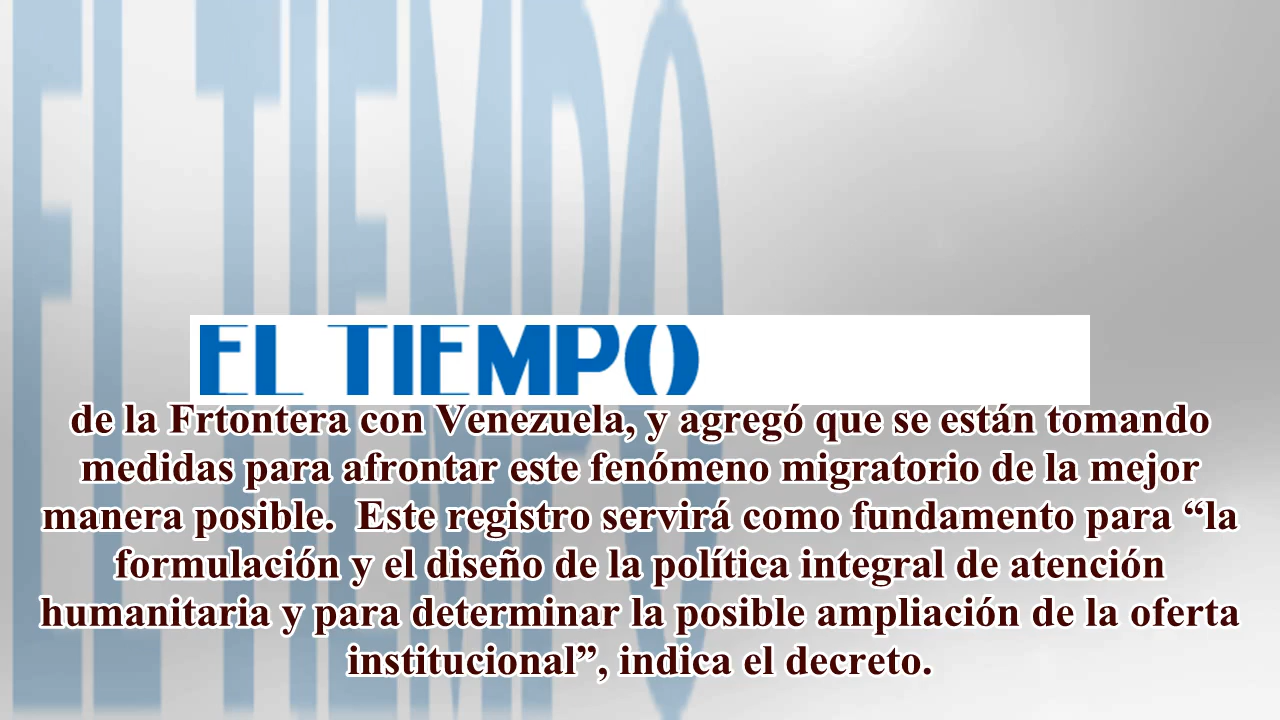 EL TIEMPO
EL TIEMPO
de la Frtontera con Venezuela, y agregó que se están tomando
medidas para afrontar este fenómeno migratorio de la mejor
manera posible.  Este registro servirá como fundamento para “la
formulación y el diseño de la política integral de atención
humanitaria y para determinar la posible ampliación de la oferta
institucional”, indica el decreto.